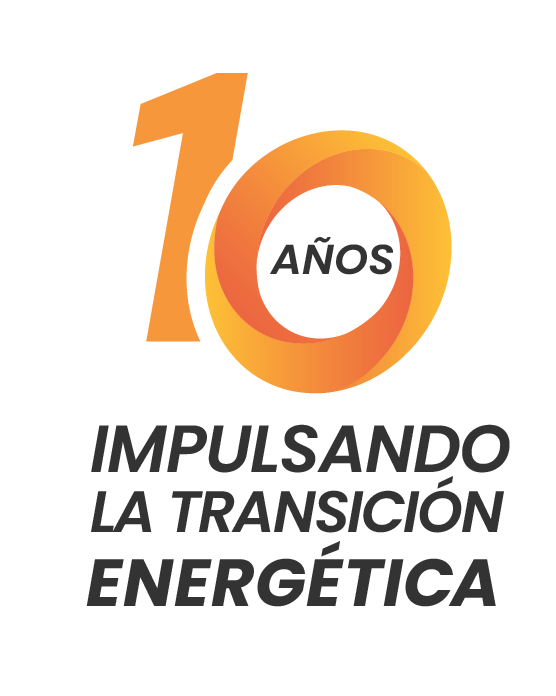 10
AÑOS
IMPULSANDO
LA TRANSICIÓN
ENERGÉTICA